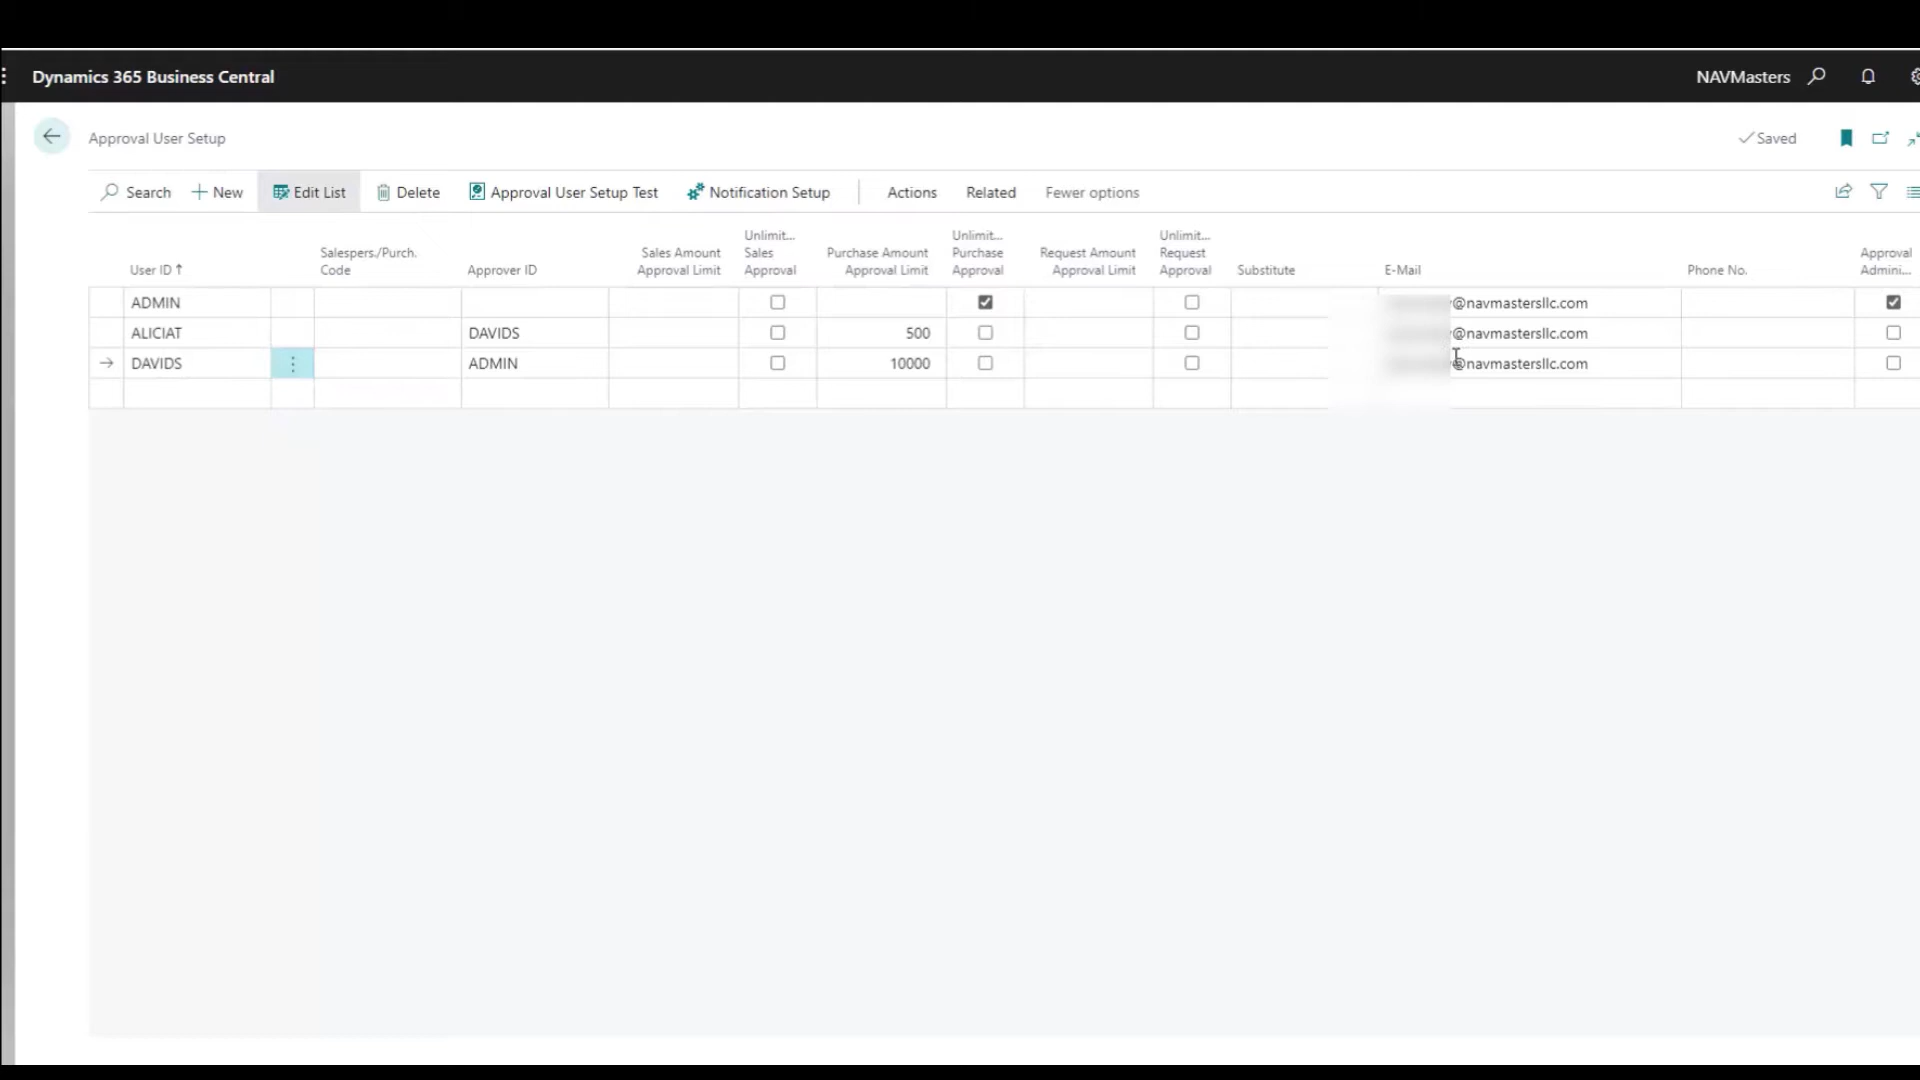 Dynamics 365 Business Central
NAVMasters
Approval User Setup
Saved
Search
New
Edit List
Delete
Approval User Setup Test
Notification Setup
Actions
Related
Fewer options
User ID ↑
Salespers./Purch.
Code
Approver ID
Sales Amount
Approval Limit
Unlimit...
Sales
Approval
Purchase Amount
Approval Limit
Unlimit...
Purchase
Approval
Request Amount
Approval Limit
Unlimit...
Request
Approval
Substitute
E-Mail
Phone No.
Approval
Admini...
ADMIN @navmastersllc.com
ALICIAT DAVIDS 500 @navmastersllc.com
DAVIDS ADMIN 10000 @navmastersllc.com